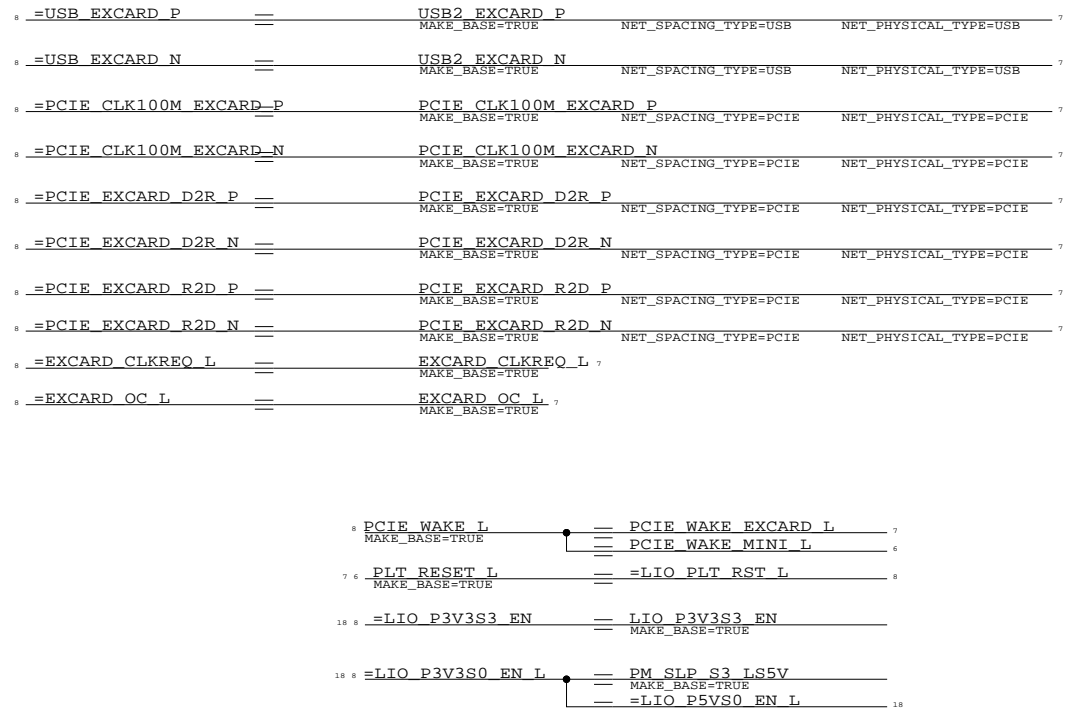 8 =USB_EXCARD_P USB2_EXCARD_P 7
MAKE_BASE=TRUE NET_SPACING_TYPE=USB NET_PHYSICAL_TYPE=USB
8 =USB_EXCARD_N USB2_EXCARD_N 7
MAKE_BASE=TRUE NET_SPACING_TYPE=USB NET_PHYSICAL_TYPE=USB
8 =PCIE_CLK100M_EXCARD_P PCIE_CLK100M_EXCARD_P 7
MAKE_BASE=TRUE NET_SPACING_TYPE=PCIE NET_PHYSICAL_TYPE=PCIE
8 =PCIE_CLK100M_EXCARD_N PCIE_CLK100M_EXCARD_N 7
MAKE_BASE=TRUE NET_SPACING_TYPE=PCIE NET_PHYSICAL_TYPE=PCIE
8 =PCIE_EXCARD_D2R_P PCIE_EXCARD_D2R_P 7
MAKE_BASE=TRUE NET_SPACING_TYPE=PCIE NET_PHYSICAL_TYPE=PCIE
8 =PCIE_EXCARD_D2R_N PCIE_EXCARD_D2R_N 7
MAKE_BASE=TRUE NET_SPACING_TYPE=PCIE NET_PHYSICAL_TYPE=PCIE
8 =PCIE_EXCARD_R2D_P PCIE_EXCARD_R2D_P 7
MAKE_BASE=TRUE NET_SPACING_TYPE=PCIE NET_PHYSICAL_TYPE=PCIE
8 =PCIE_EXCARD_R2D_N PCIE_EXCARD_R2D_N 7
MAKE_BASE=TRUE NET_SPACING_TYPE=PCIE NET_PHYSICAL_TYPE=PCIE
8 =EXCARD_CLKREQ_L EXCARD_CLKREQ_L 7
MAKE_BASE=TRUE
8 =EXCARD_OC_L EXCARD_OC_L 7
MAKE_BASE=TRUE
8 PCIE_WAKE_L PCIE_WAKE_EXCARD_L 7
MAKE_BASE=TRUE
PCIE_WAKE_MINI_L 6
7 6 PLT_RESET_L =LIO_PLT_RST_L 8
MAKE_BASE=TRUE
18 8 =LIO_P3V3S3_EN LIO_P3V3S3_EN
MAKE_BASE=TRUE
18 8 =LIO_P3V3S0_EN_L PM_SLP_S3_LS5V
MAKE_BASE=TRUE
=LIO_P5VS0_EN_L 18